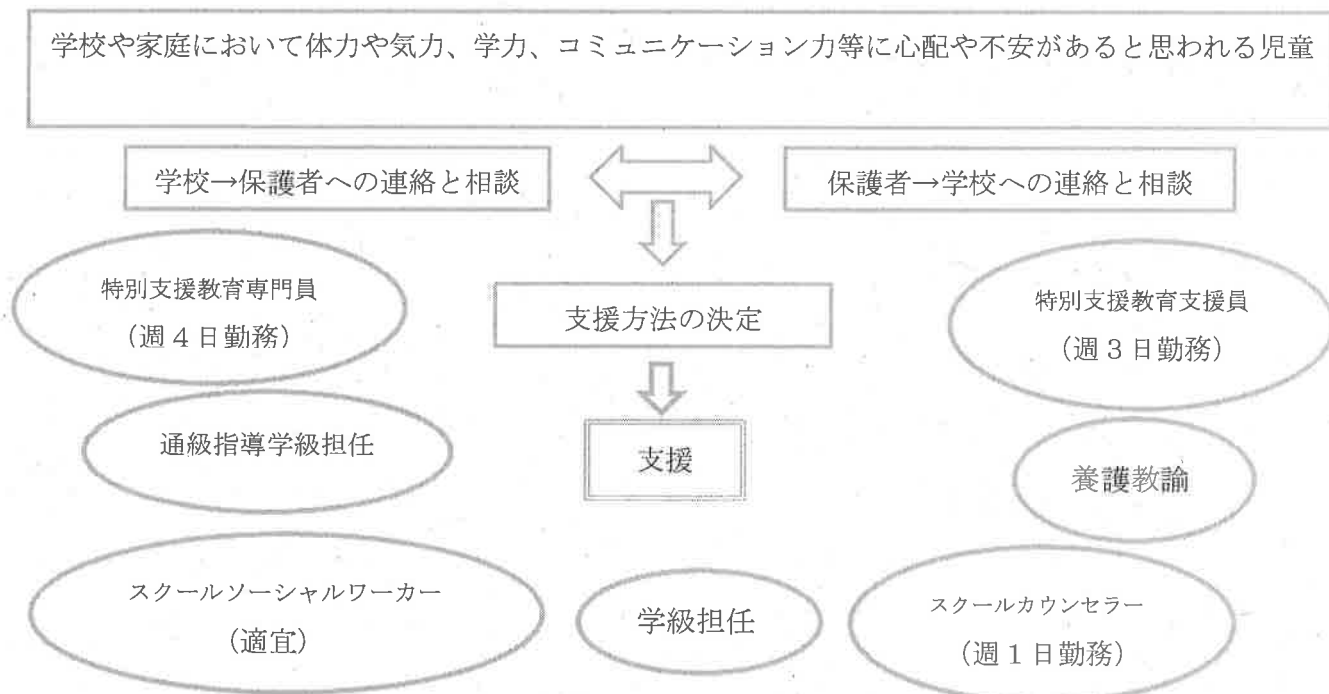 学校や家庭において体力や気力、学力、コミュニケーション力等に心配や不安があると思われる児童
学校→保護者への連絡と相談
保護者→学校への連絡と相談
特別支援教育専門員
（週４日勤務）
支援方法の決定
特別支援教育支援員
（週３日勤務）
通級指導学級担任
支援
養護教諭
スクールソーシャルワーカー
（適宜）
学級担任
スクールカウンセラー
（週１日勤務）